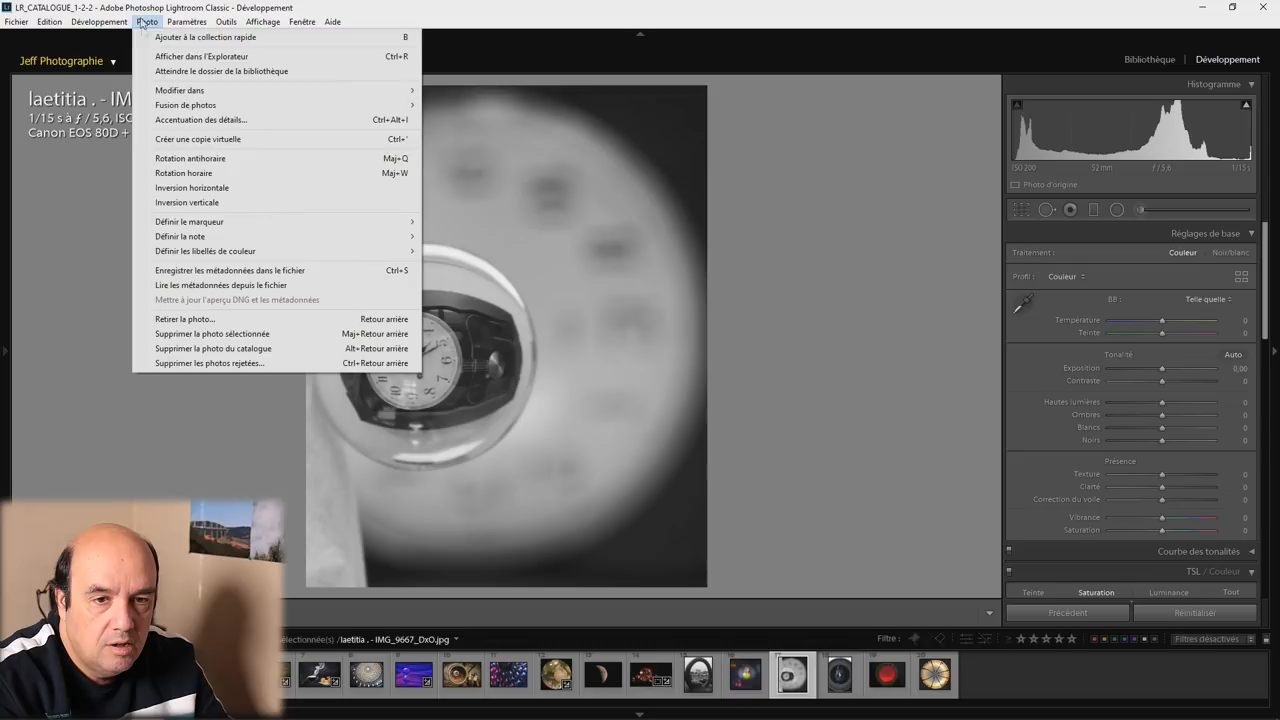 LR_CATALOGUE_1-2-2 - Adobe Photoshop Lightroom Classic - Développement
Fichier Edition Développement Photo Paramètres Outils Affichage Fenêtre Aide
Jeff Photographie
Bibliothèque Développement
laetitia . - IM
1/15 s à ƒ / 5,6, ISO
Canon EOS 80D +
Ajouter à la collection rapide B
Afficher dans l'Explorateur Ctrl+R
Atteindre le dossier de la bibliothèque
Modifier dans
Fusion de photos
Accentuation des détails... Ctrl+Alt+I
Créer une copie virtuelle Ctrl+'
Rotation antihoraire Maj+Q
Rotation horaire Maj+W
Inversion horizontale
Inversion verticale
Définir le marqueur
Définir la note
Définir les libellés de couleur
Enregistrer les métadonnées dans le fichier Ctrl+S
Lire les métadonnées depuis le fichier
Mettre à jour l'aperçu DNG et les métadonnées
Retirer la photo... Retour arrière
Supprimer la photo sélectionnée Maj+Retour arrière
Supprimer la photo du catalogue Alt+Retour arrière
Supprimer les photos rejetées... Ctrl+Retour arrière
Histogramme
ISO 200 52 mm ƒ / 5,6 1/15 s
Photo d'origine
Réglages de base
Traitement : Couleur Noir/blanc
Profil : Couleur
BB : Telle quelle
Température 0
Teinte 0
Tonalité Auto
Exposition 0,00
Contraste 0
Hautes lumières 0
Ombres 0
Blancs 0
Noirs 0
Présence
Texture 0
Clarté 0
Correction du voile 0
Vibrance 0
Saturation 0
Courbe des tonalités
TSL / Couleur
Teinte Saturation Luminance Tout
Précédent Réinitialiser
sélectionnée(s) /laetitia . - IMG_9667_DxO.jpg
Filtre : Filtres désactivés